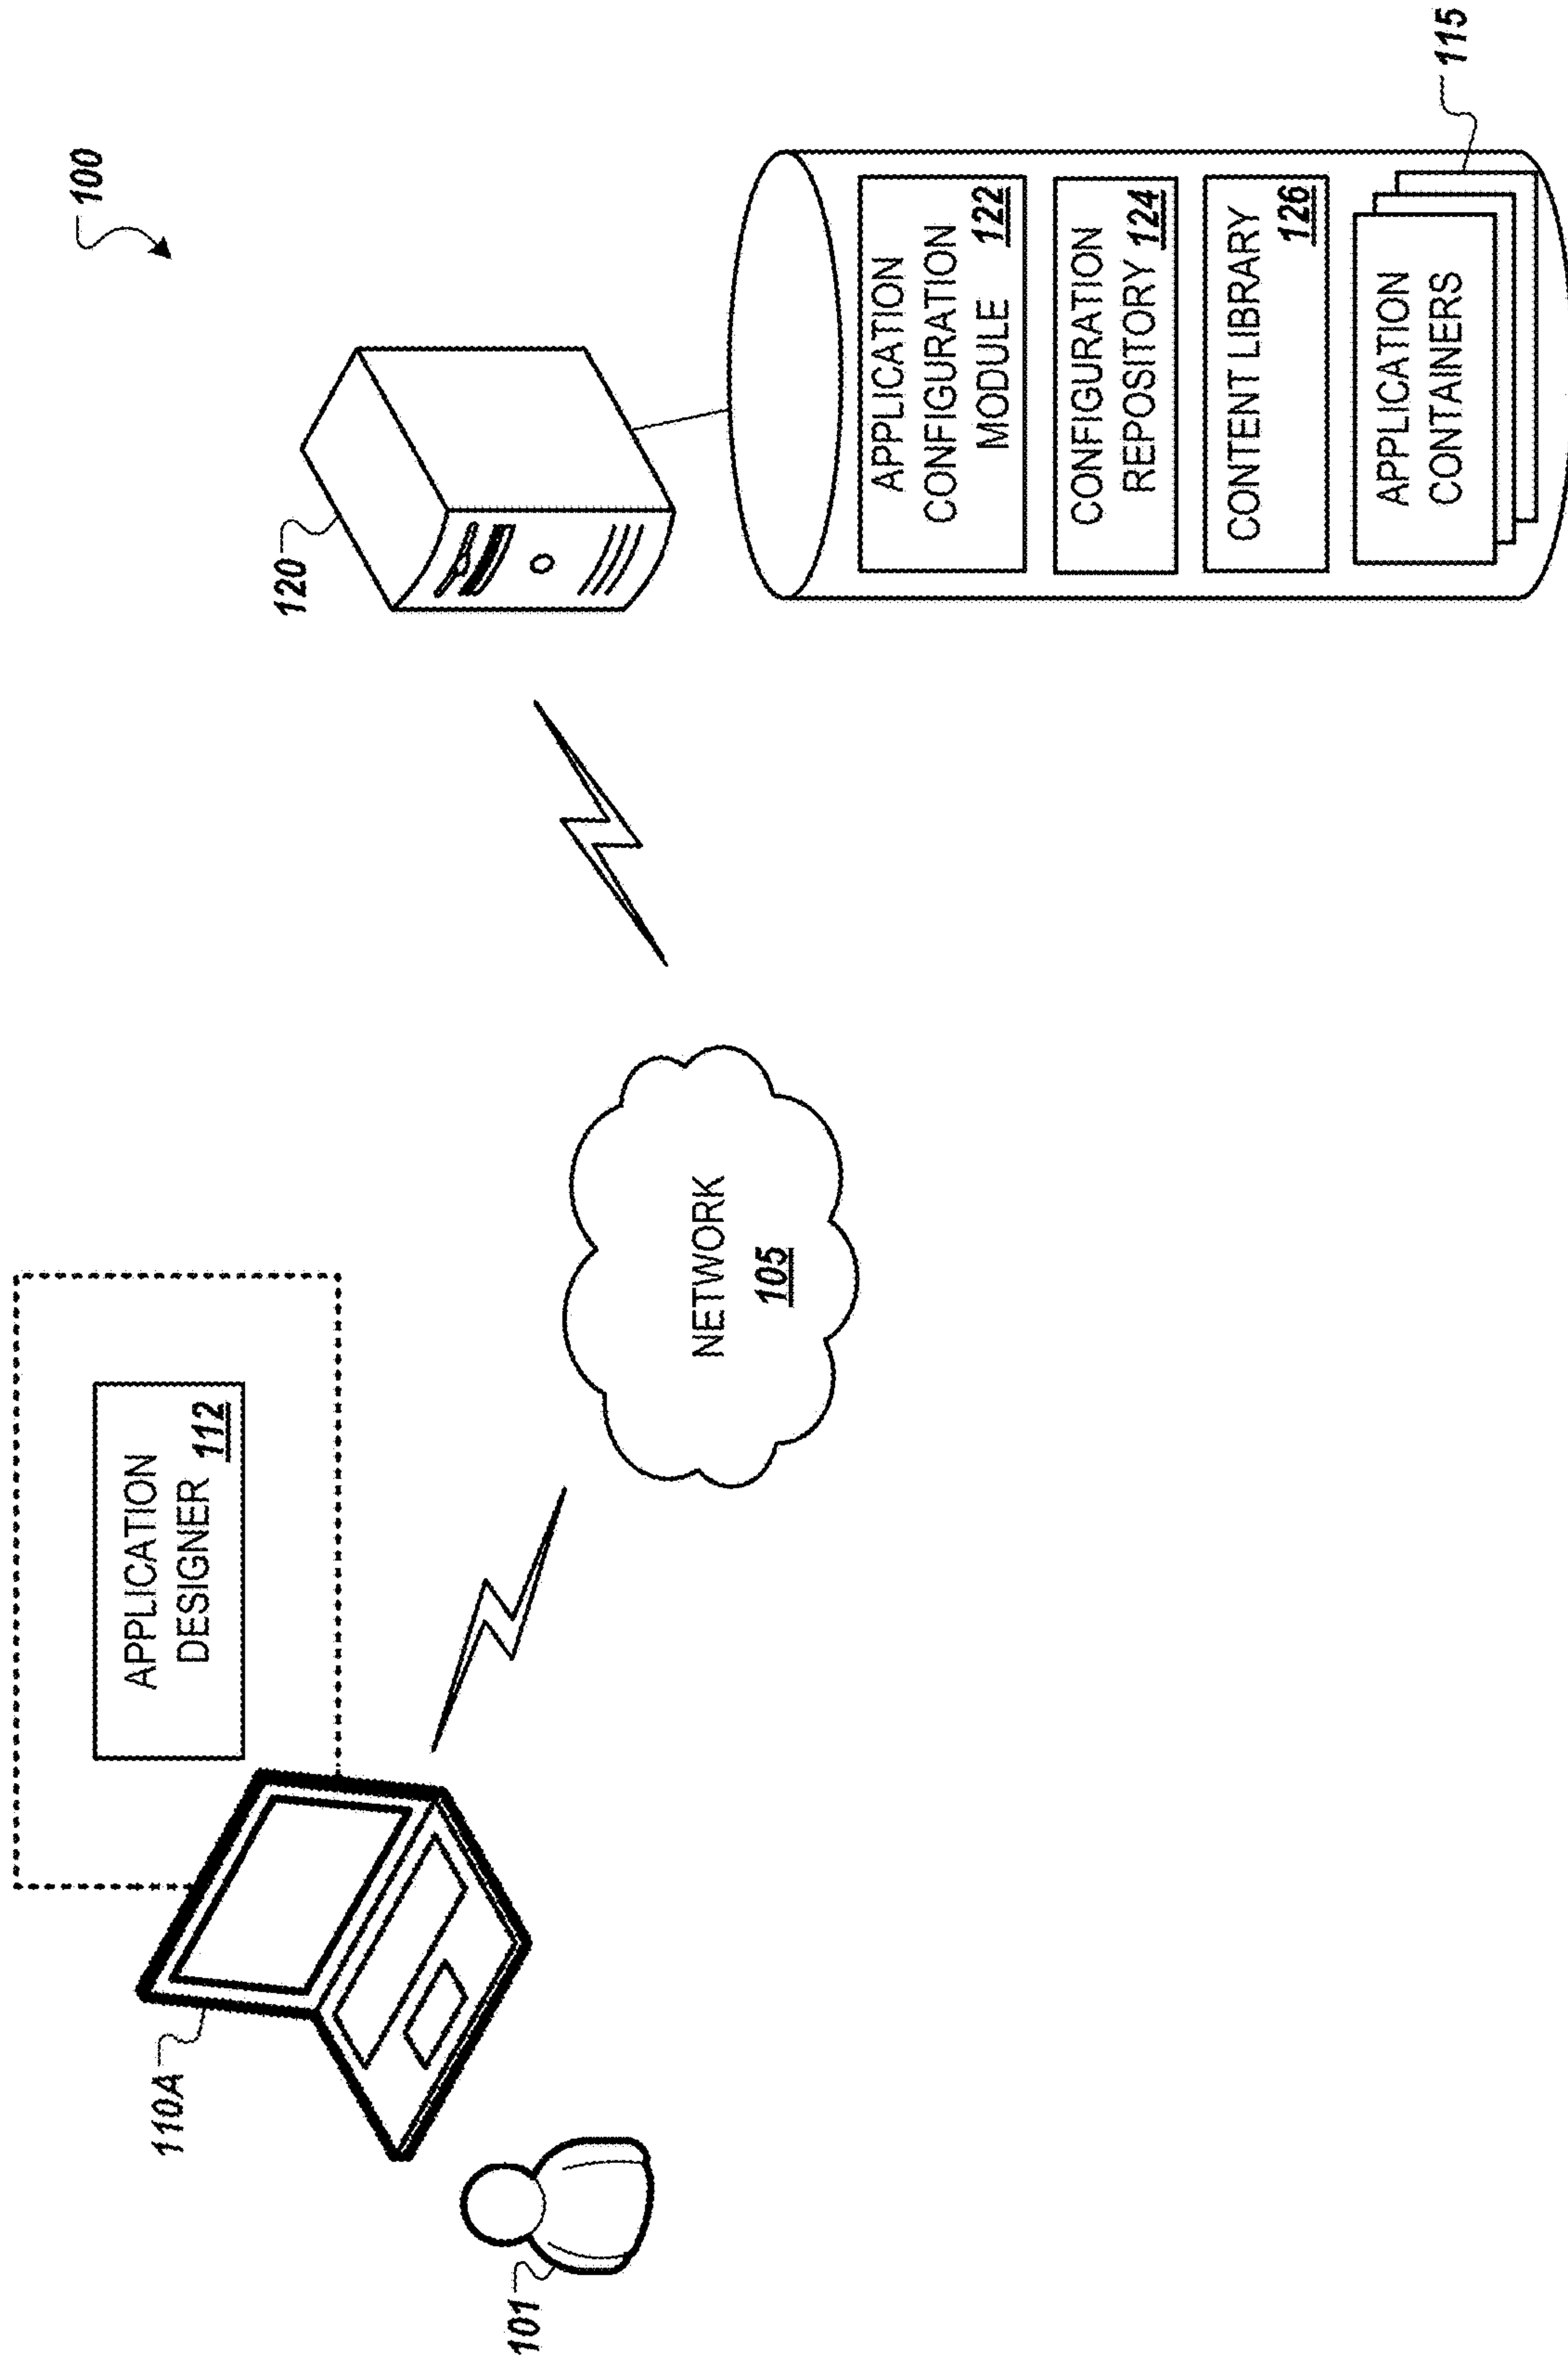 100
110A
APPLICATION
DESIGNER 112
101
NETWORK
105
120
APPLICATION
CONFIGURATION
MODULE 122
CONFIGURATION
REPOSITORY 124
CONTENT LIBRARY
126
APPLICATION
CONTAINERS
115